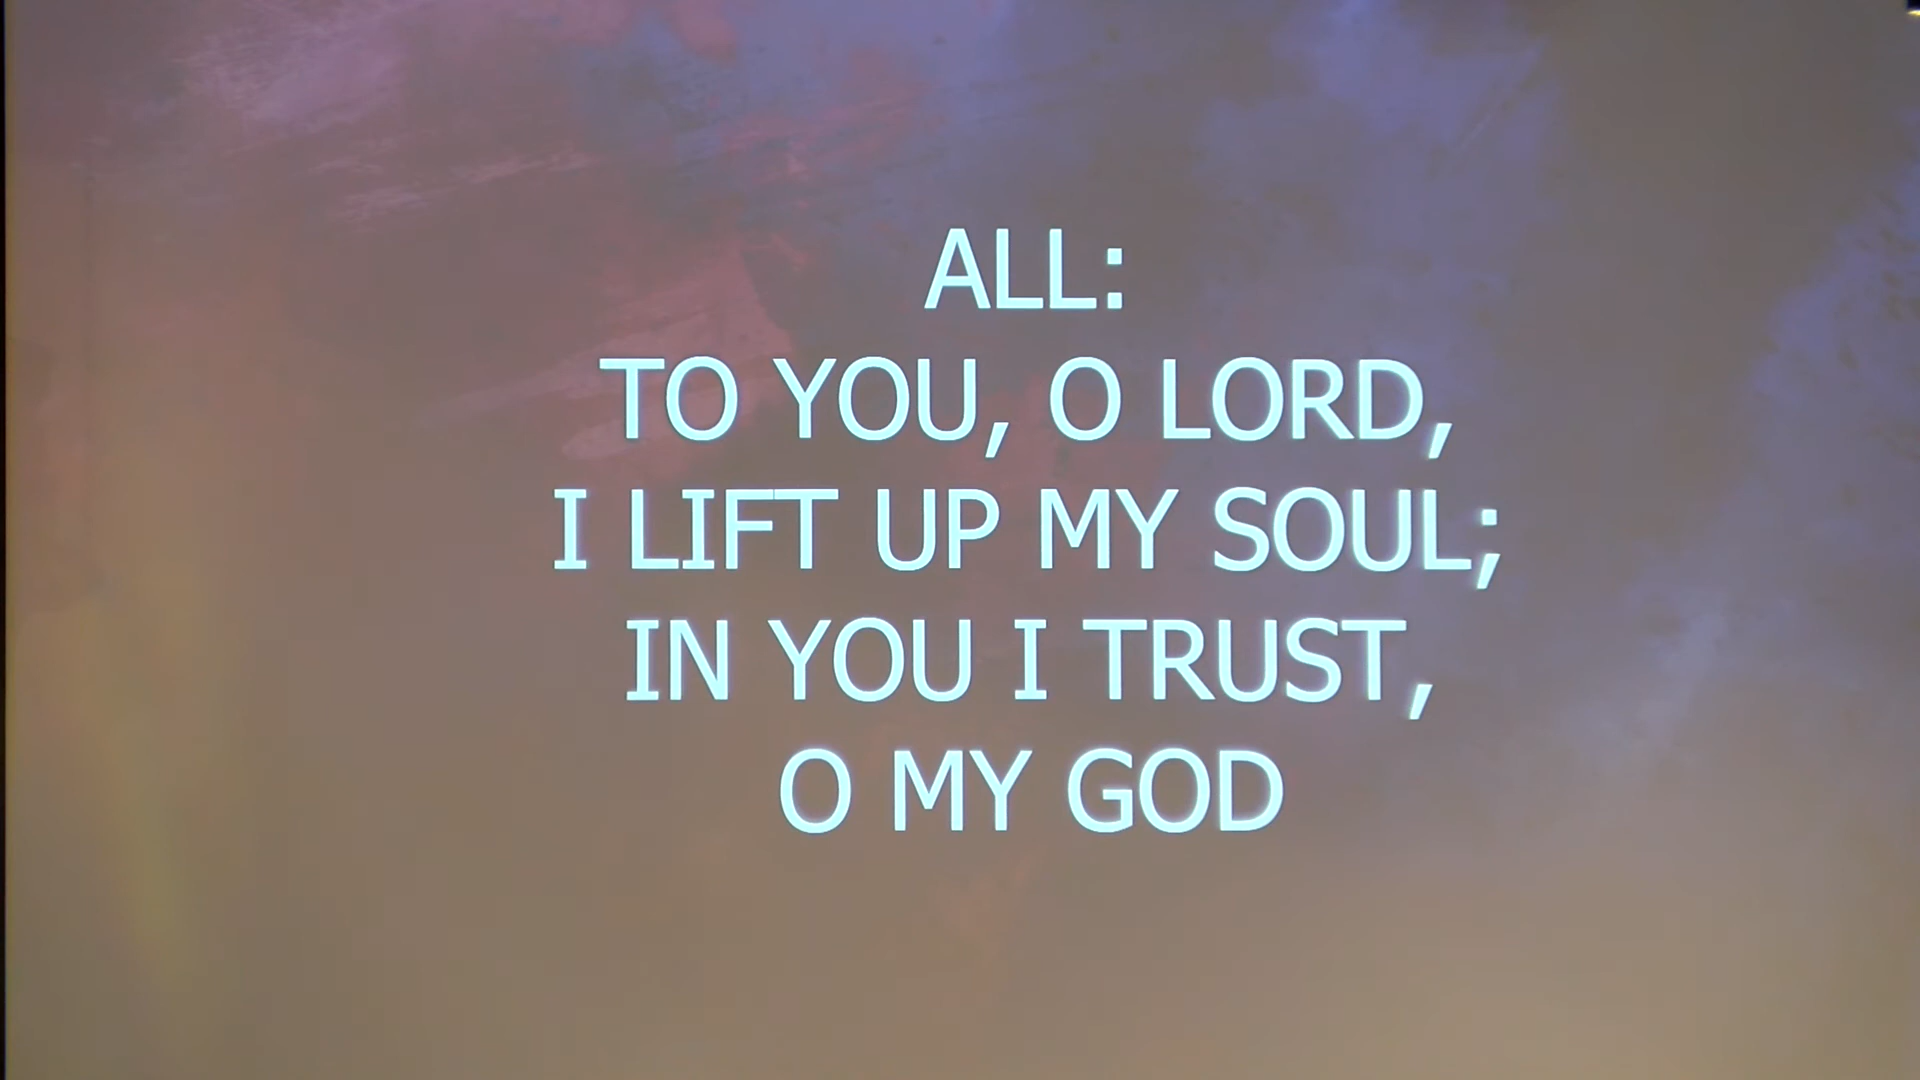 ALL:
TO YOU, O LORD,
I LIFT UP MY SOUL;
IN YOU I TRUST,
O MY GOD